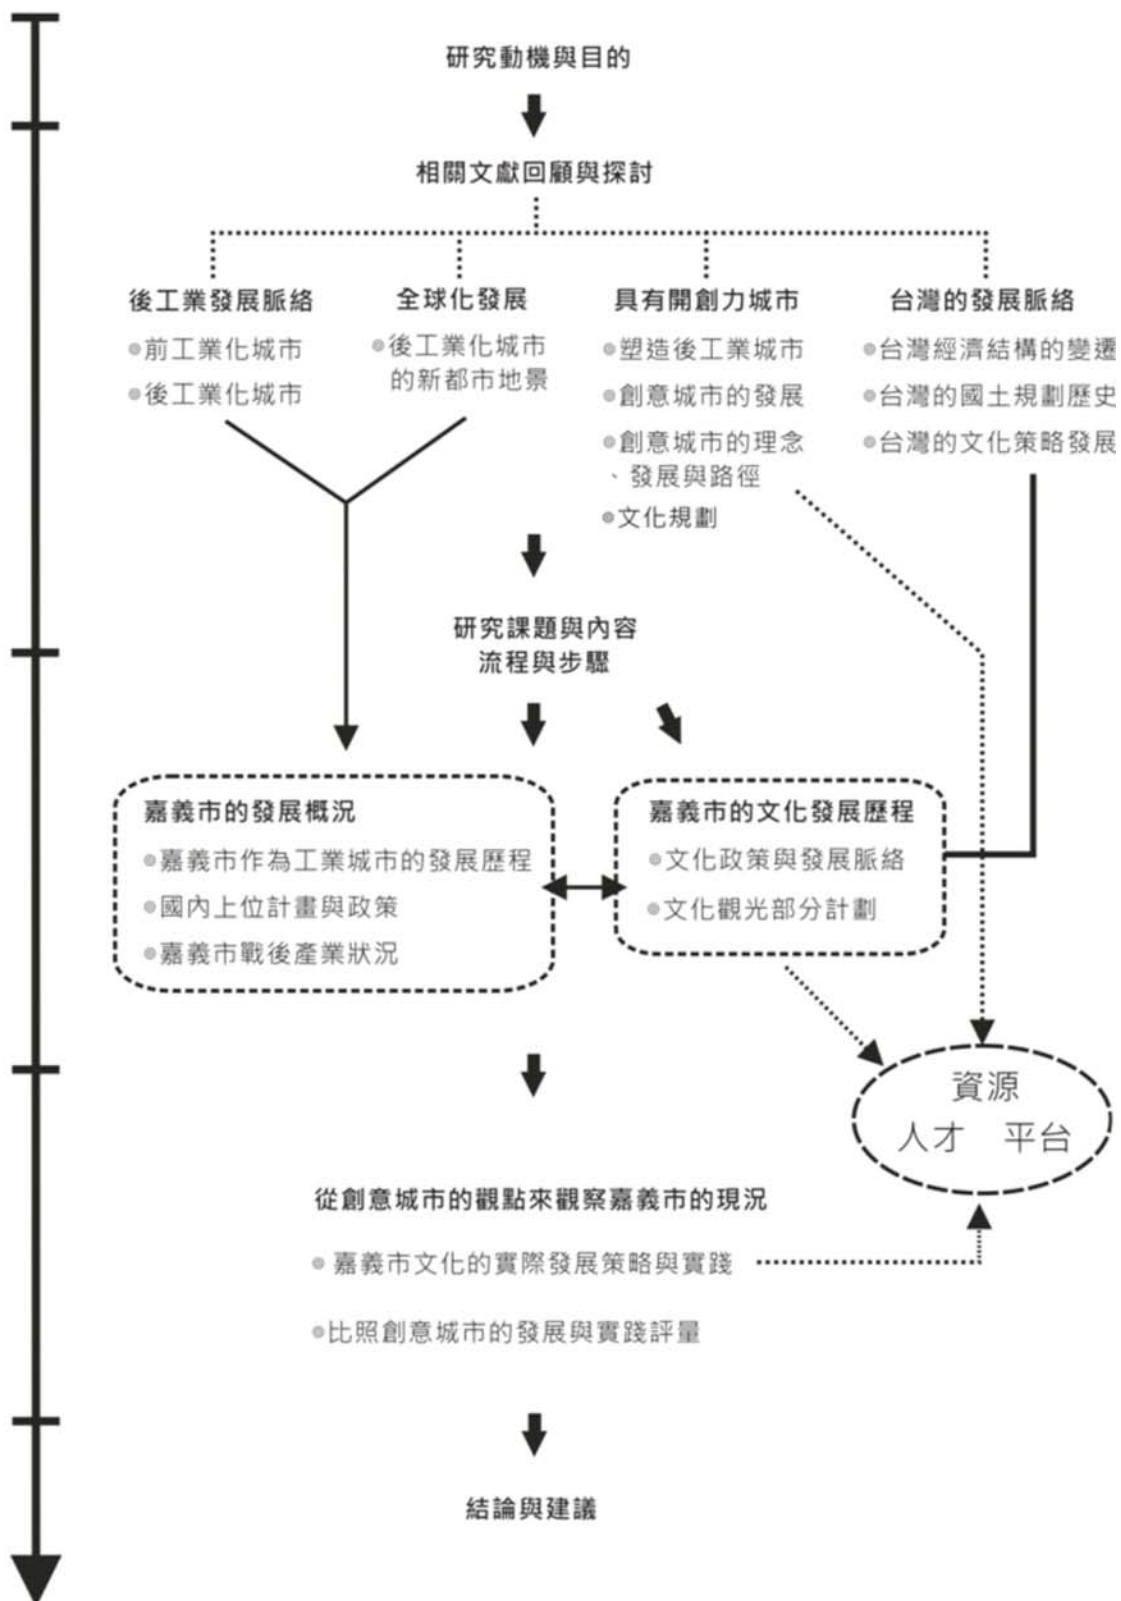 研究動機與目的
相關文獻回顧與探討
後工業發展脈絡
◎前工業化城市
◎後工業化城市
全球化發展
◎後工業化城市
的新都市地景
具有開創力城市
◎塑造後工業城市
◎創意城市的發展
◎創意城市的理念
、發展與路徑
◎文化規劃
台灣的發展脈絡
◎台灣經濟結構的變遷
◎台灣的國土規劃歷史
◎台灣的文化策略發展
研究課題與內容
流程與步驟
嘉義市的發展概況
◎嘉義市作為工業城市的發展歷程
◎國內上位計畫與政策
◎嘉義市戰後產業狀況
嘉義市的文化發展歷程
◎文化政策與發展脈絡
◎文化觀光部分計劃
資源
人才 平台
從創意城市的觀點來觀察嘉義市的現況
◎ 嘉義市文化的實際發展策略與實踐
◎比照創意城市的發展與實踐評量
結論與建議